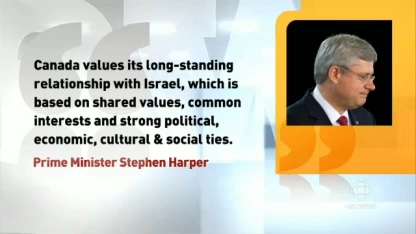 Canada values its long-standing
relationship with Israel, which is
based on shared values, common
interests and strong political,
economic, cultural & social ties.
Prime Minister Stephen Harper